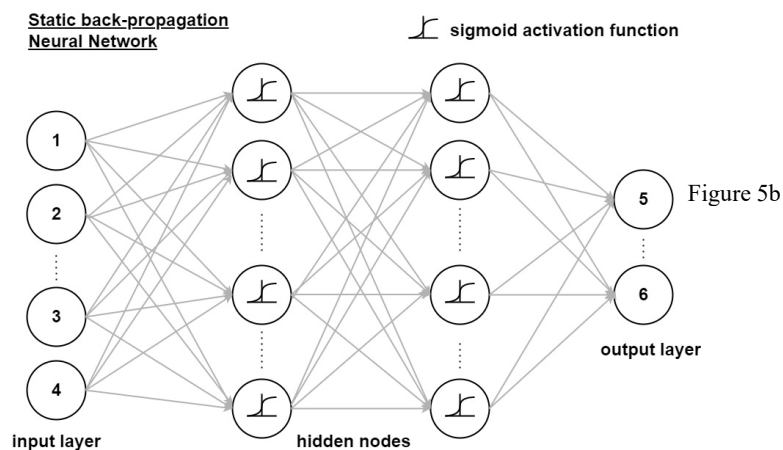 Static back-propagation
Neural Network
sigmoid activation function
1
2
3
4
5
6
Figure 5b
output layer
input layer
hidden nodes